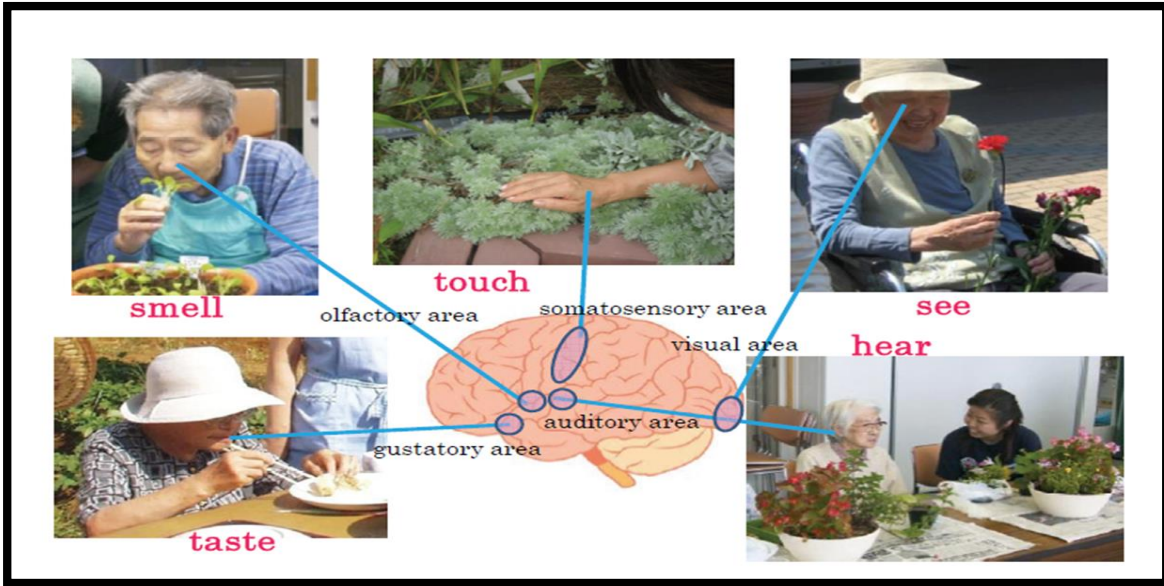 smell
touch
see
olfactory area
somatosensory area
visual area
hear
auditory area
gustatory area
taste